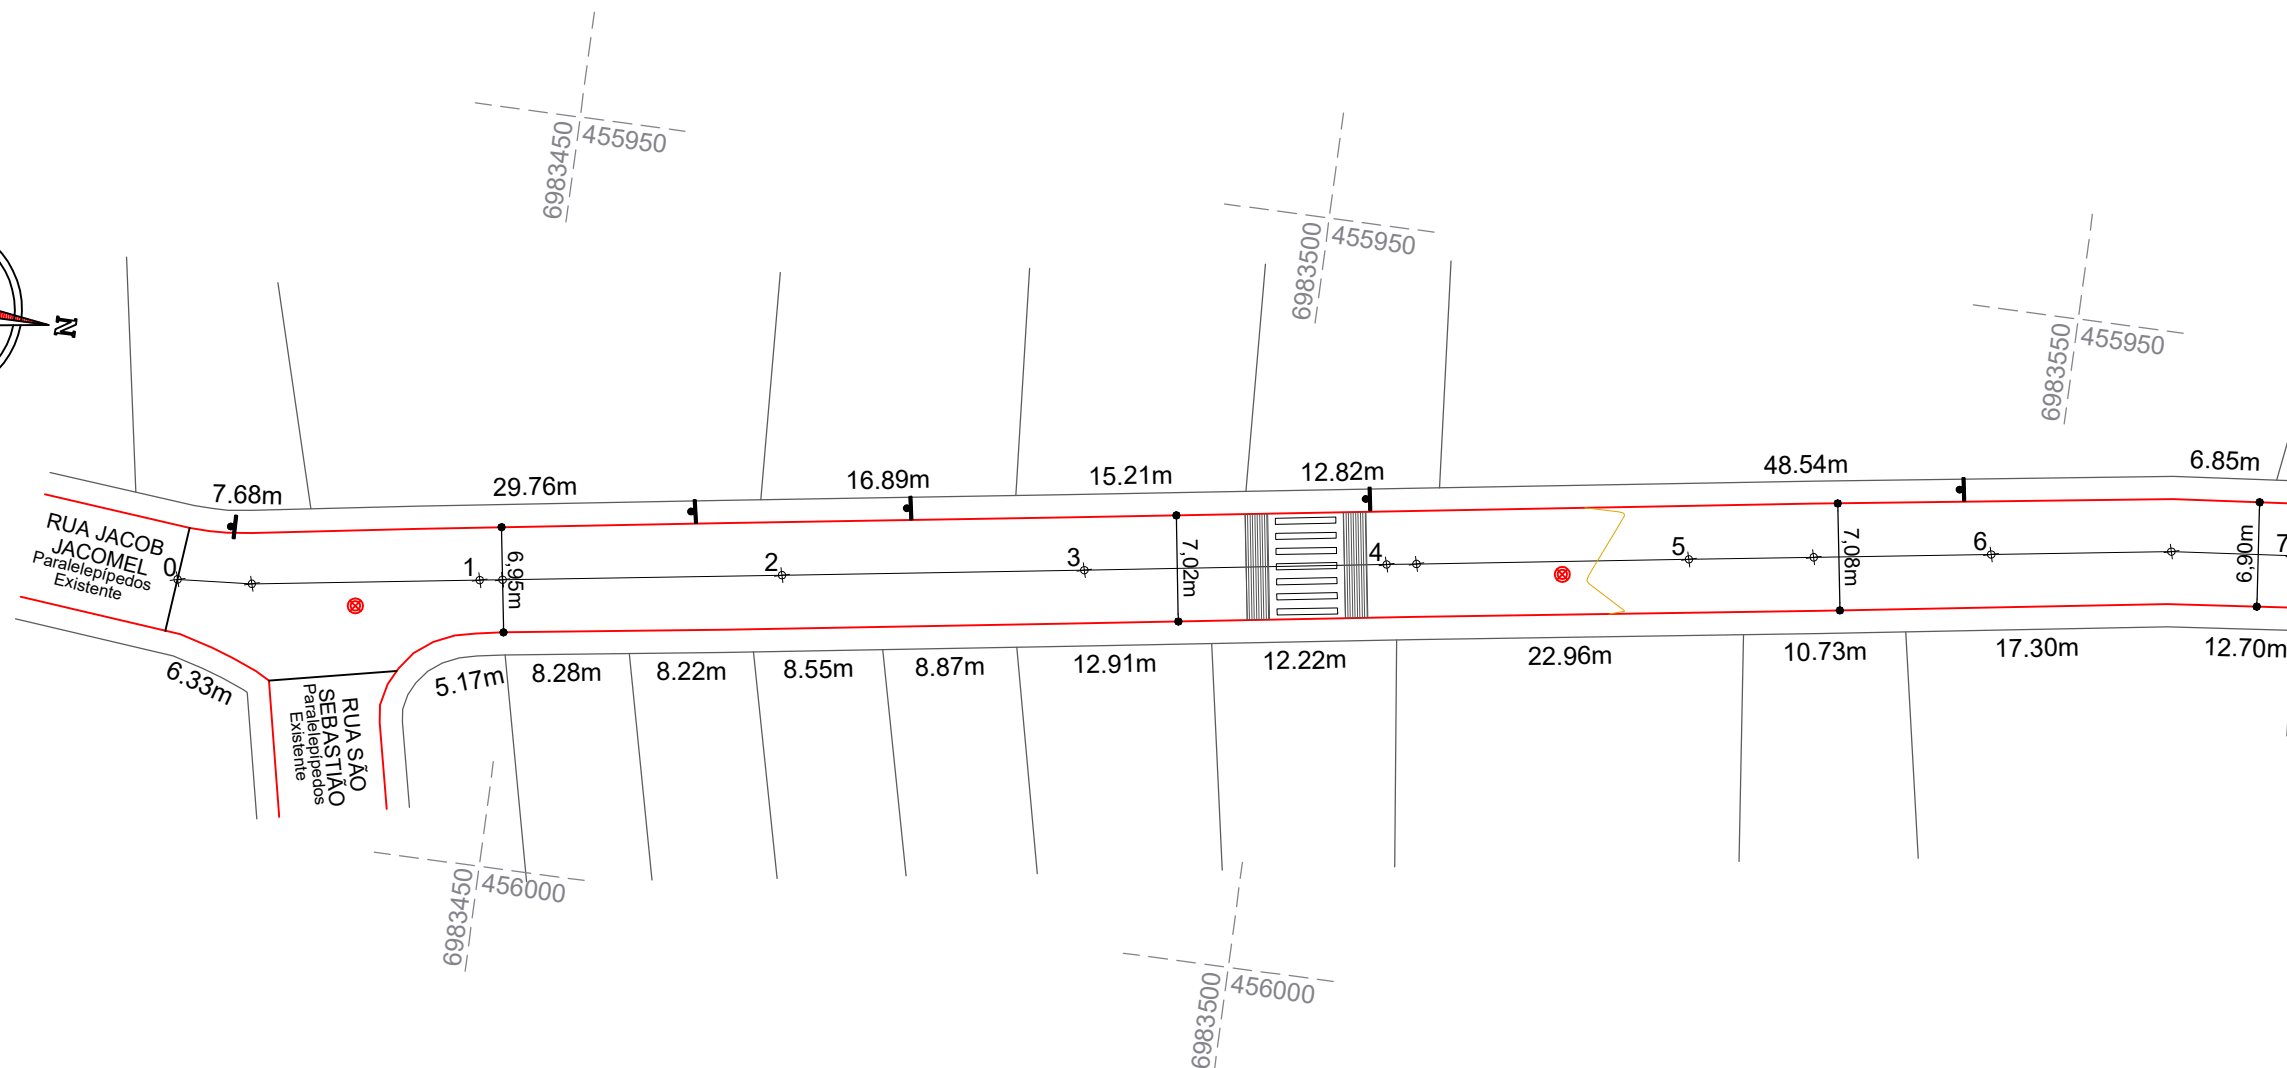 455950
6983450
455950
6983500
455950
6983550
N
7.68m
29.76m
16.89m
15.21m
12.82m
48.54m
6.85m
RUA JACOB
JACOMEL
Paralelepípedos
Existente
0
1
6,95m
2
3
7,02m
4
5
7,08m
6
6,90m
7
6.33m
5.17m
8.28m
8.22m
8.55m
8.87m
12.91m
12.22m
22.96m
10.73m
17.30m
12.70m
RUA SÃO
SEBASTIÃO
Paralelepípedos
Existente
456000
6983450
456000
6983500